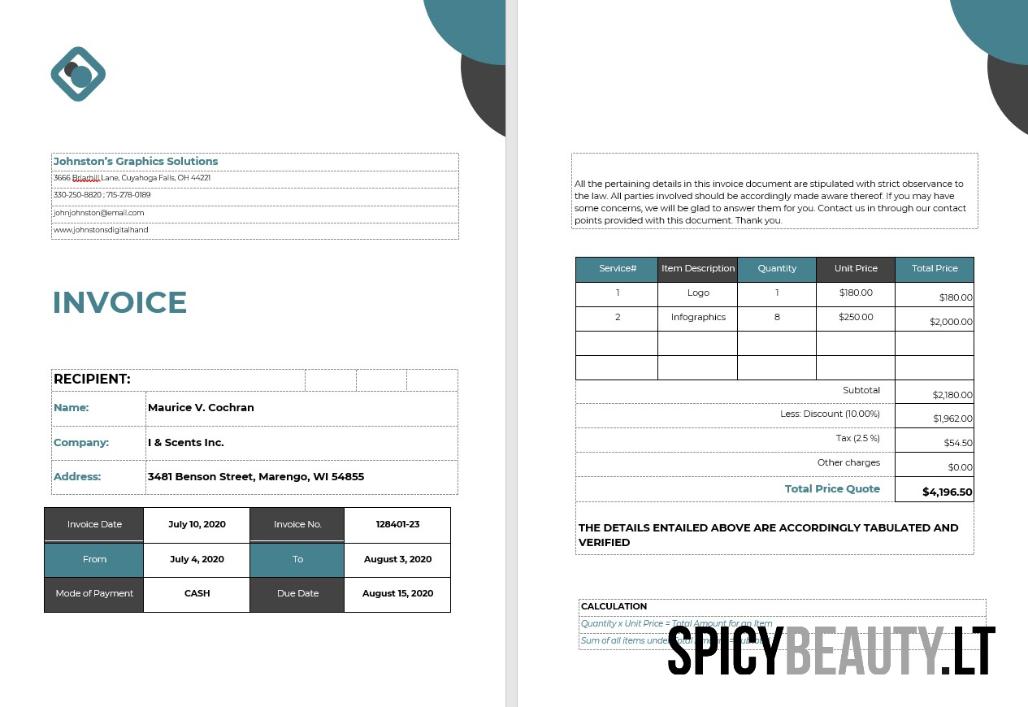 Johnston's Graphics Solutions
3666 Briarhill Lane, Cuyahoga Falls, OH 44221
330-250-8820 ; 715-278-0189
johnjohnston@email.com
www.johnstonsdigitalhand
INVOICE
RECIPIENT:
Name: Maurice V. Cochran
Company: I & Scents Inc.
Address: 3481 Benson Street, Marengo, WI 54855
Invoice Date July 10, 2020 Invoice No. 128401-23
From July 4, 2020 To August 3, 2020
Mode of Payment CASH Due Date August 15, 2020
All the pertaining details in this invoice document are stipulated with strict observance to
the law. All parties involved should be accordingly made aware thereof. If you may have
some concerns, we will be glad to answer them for you. Contact us in through our contact
points provided with this document. Thank you.
Service# Item Description Quantity Unit Price Total Price
1 Logo 1 $180.00 $180.00
2 Infographics 8 $250.00 $2,000.00
Subtotal $2,180.00
Less: Discount (10.00%) $1,962.00
Tax (2.5 %) $54.50
Other charges $0.00
Total Price Quote $4,196.50
THE DETAILS ENTAILED ABOVE ARE ACCORDINGLY TABULATED AND
VERIFIED
CALCULATION
Quantity x Unit Price = Total Amount for an Item
Sum of all items under
SPICYBEAUTY.LT